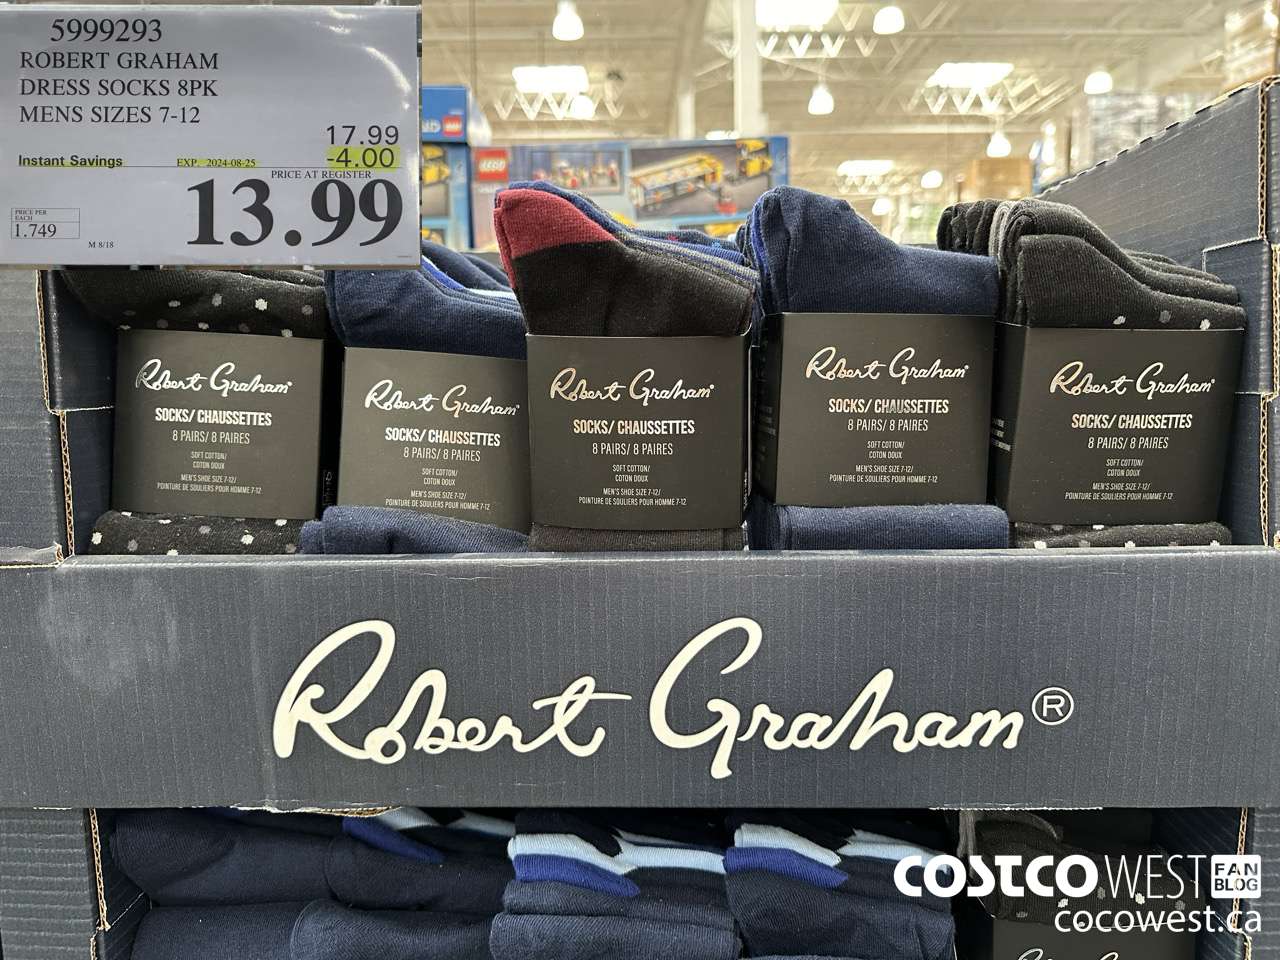 5999293
ROBERT GRAHAM
DRESS SOCKS 8PK
MENS SIZES 7-12
17.99
Instant Savings EXP. 2024-08-25 -4.00
PRICE AT REGISTER
13.99
PRICE PER
EACH
1.749
M 8/18
LEGO
Robert Graham®
SOCKS/ CHAUSSETTES
8 PAIRS/ 8 PAIRES
SOFT COTTON/
COTON DOUX
MEN'S SHOE SIZE 7-12/
POINTURE DE SOULIERS POUR HOMME 7-12
Robert Graham®
SOCKS/ CHAUSSETTES
8 PAIRS/ 8 PAIRES
SOFT COTTON/
COTON DOUX
MEN'S SHOE SIZE 7-12/
POINTURE DE SOULIERS POUR HOMME 7-12
Robert Graham®
SOCKS/ CHAUSSETTES
8 PAIRS/ 8 PAIRES
SOFT COTTON/
COTON DOUX
MEN'S SHOE SIZE 7-12/
POINTURE DE SOULIERS POUR HOMME 7-12
Robert Graham®
SOCKS/ CHAUSSETTES
8 PAIRS/ 8 PAIRES
SOFT COTTON/
COTON DOUX
MEN'S SHOE SIZE 7-12/
POINTURE DE SOULIERS POUR HOMME 7-12
Robert Graham®
SOCKS/ CHAUSSETTES
8 PAIRS/ 8 PAIRES
SOFT COTTON/
COTON DOUX
MEN'S SHOE SIZE 7-12/
POINTURE DE SOULIERS POUR HOMME 7-12
Robert Graham®
COSTCO WEST FAN BLOG
cocowest.ca